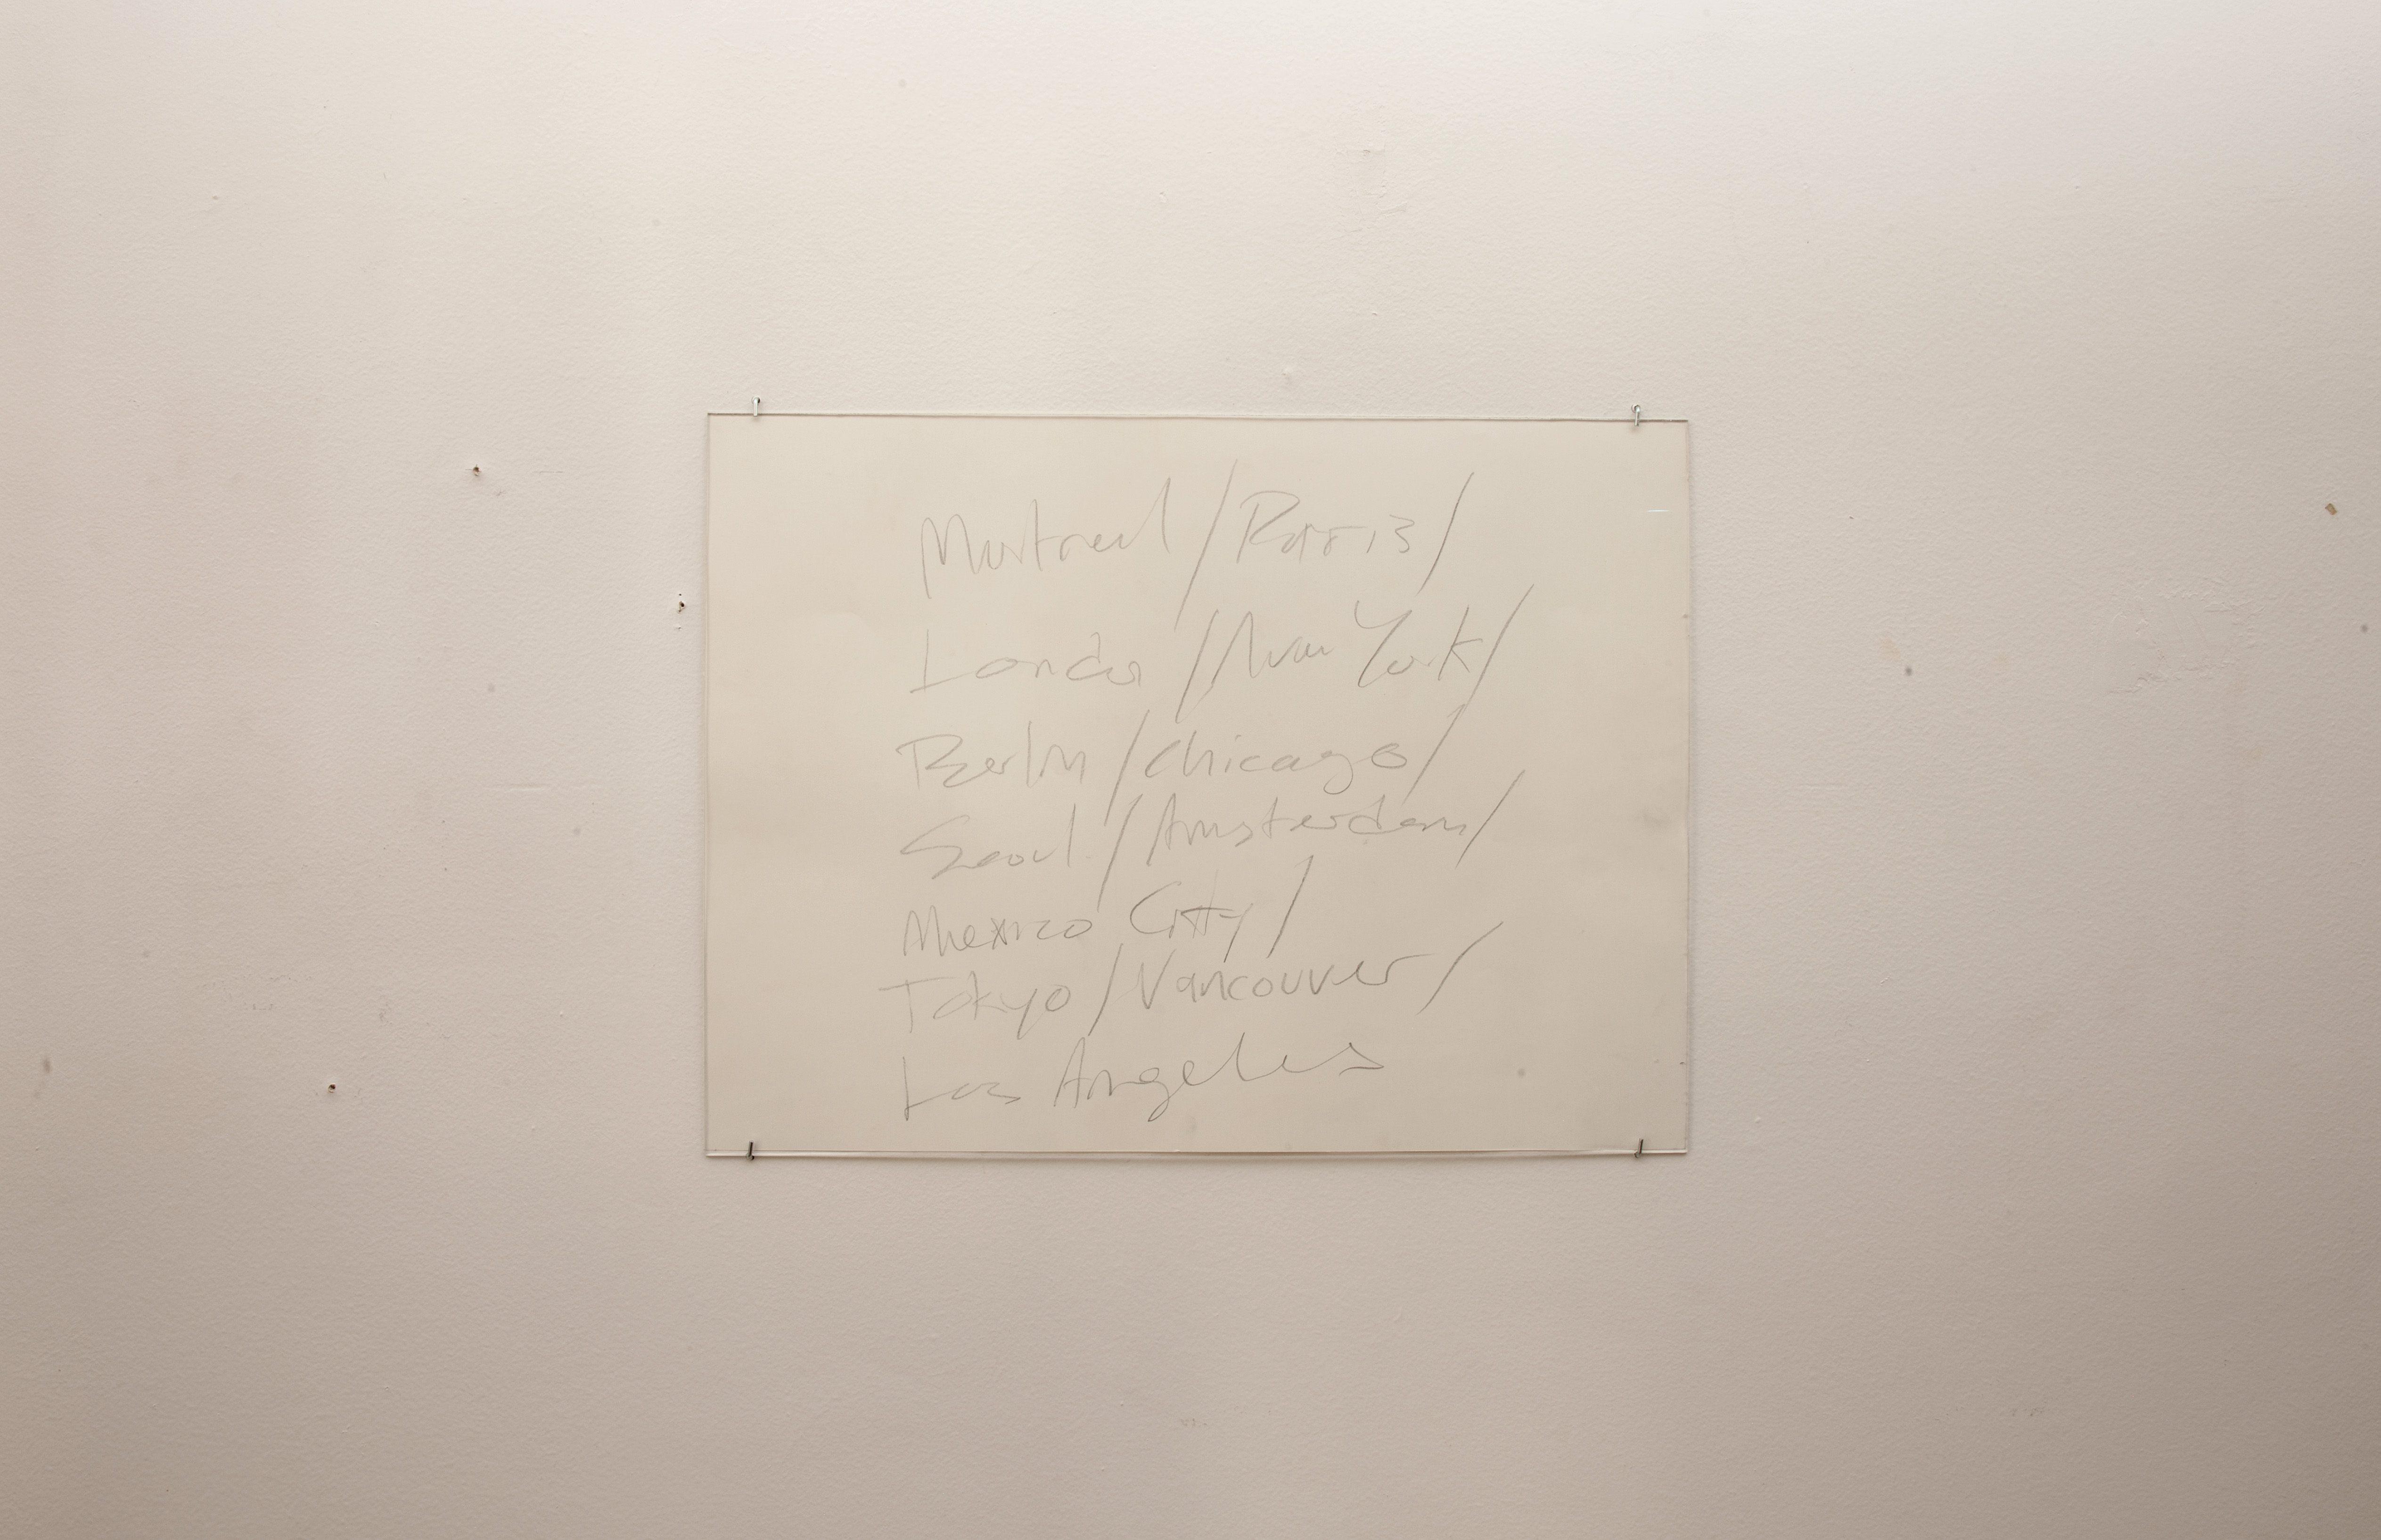 Montreal / Paris /
London / New York /
Berlin / Chicago /
Seoul / Amsterdam /
Mexico City /
Tokyo / Vancouver /
Los Angeles